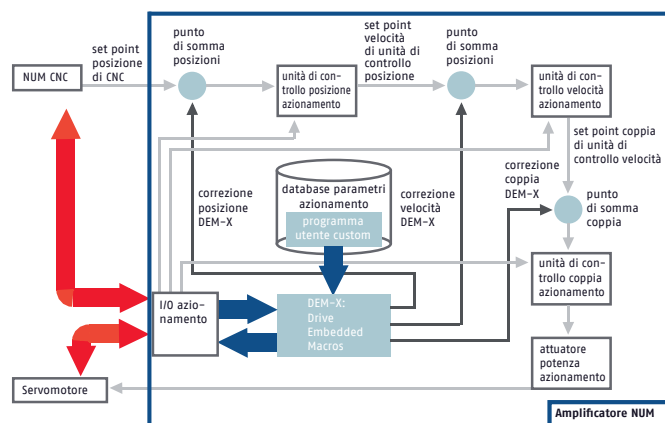 set point
posizione
di CNC
NUM CNC
punto
di somma
posizioni
unità di con-
trollo posizione
azionamento
set point
velocità
di unità di
controllo
posizione
punto
di somma
posizioni
unità di con-
trollo velocità
azionamento
set point coppia
di unità di
controllo velocità
correzione
coppia
DEM-X
punto
di somma
coppia
correzione
posizione
DEM-X
database parametri
azionamento
programma
utente custom
correzione
velocità
DEM-X
unità di con-
trollo coppia
azionamento
I/O azio-
namento
DEM-X:
Drive
Embedded
Macros
attuatore
potenza
azionamento
Servomotore
Amplificatore NUM